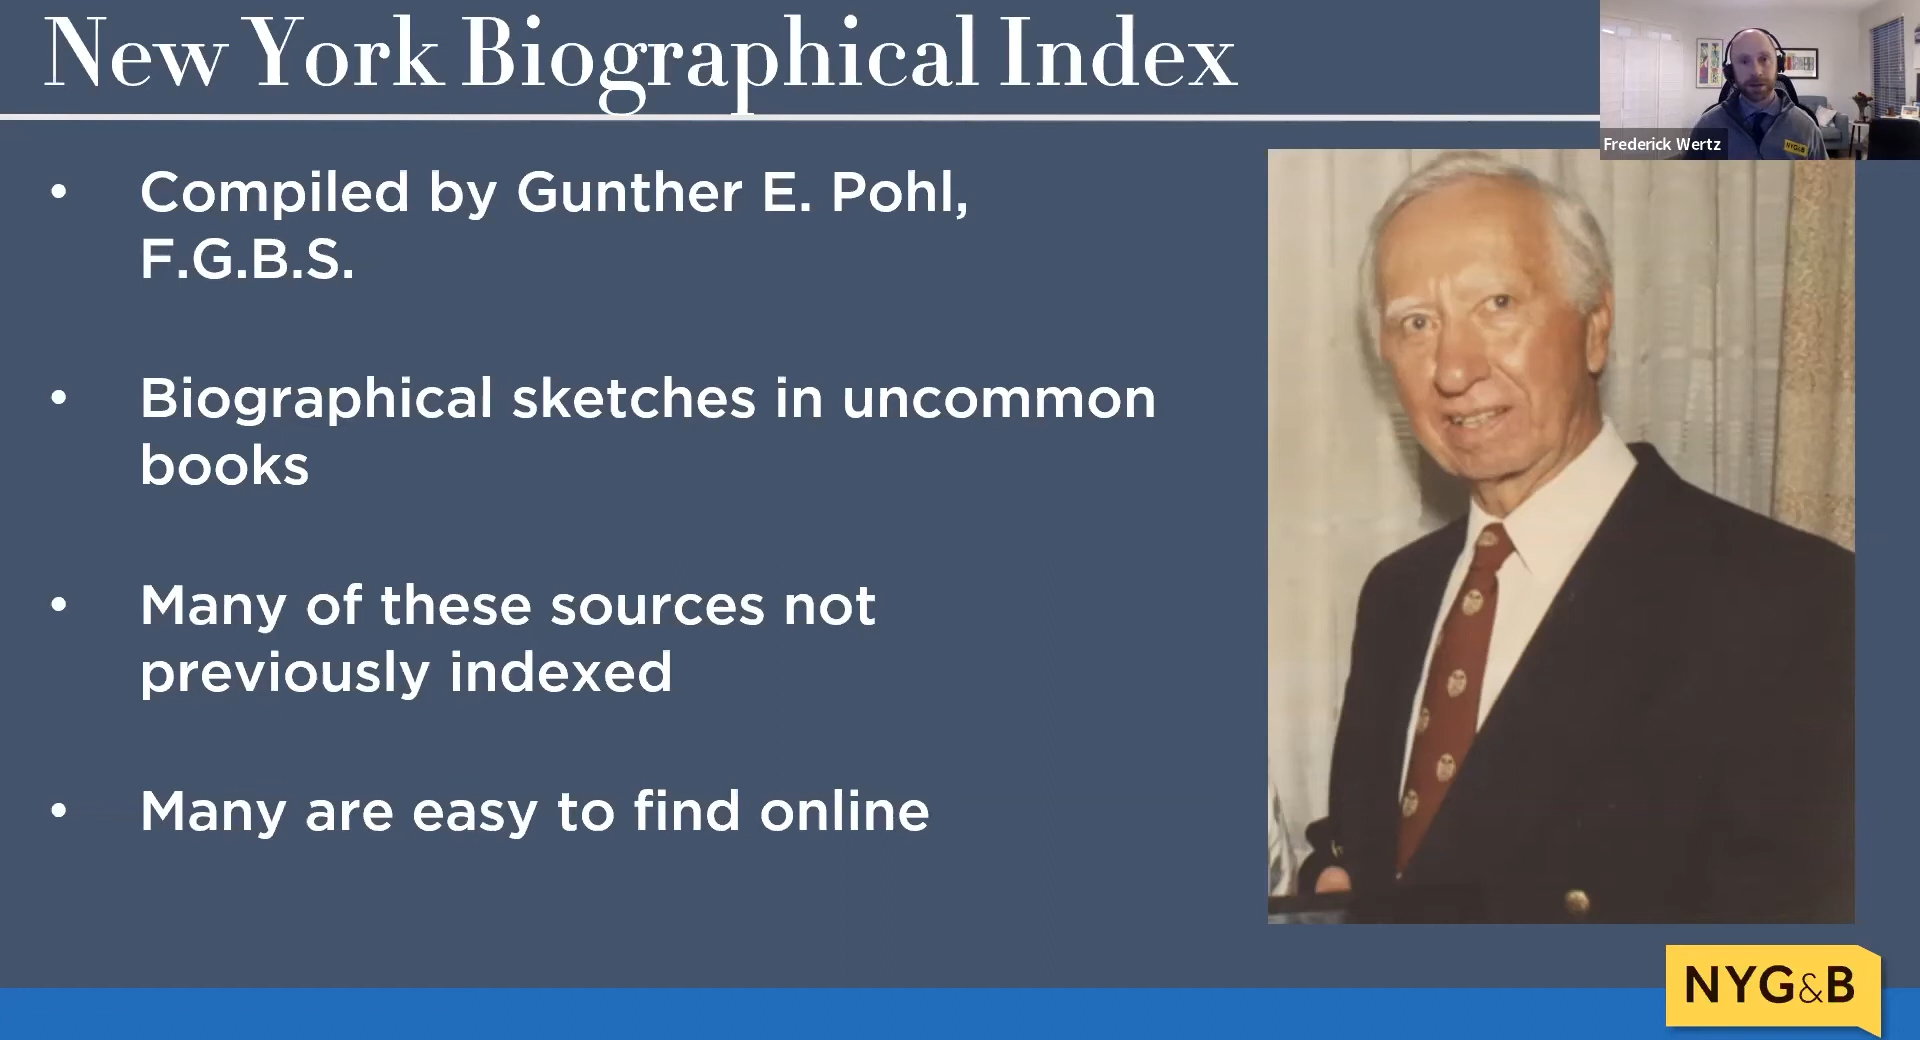 New York Biographical Index
Frederick Wertz
NYG&B
• Compiled by Gunther E. Pohl,
F.G.B.S.
• Biographical sketches in uncommon
books
• Many of these sources not
previously indexed
• Many are easy to find online
NYG&B